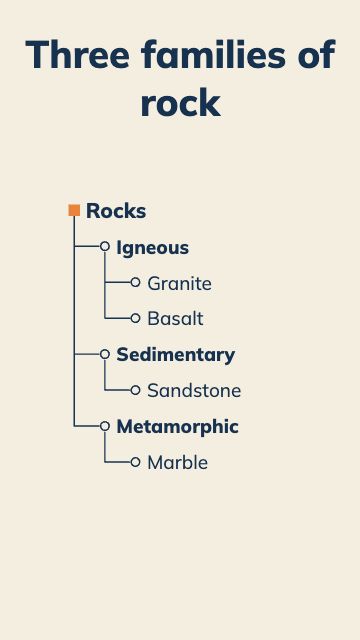 Three families of
rock
Rocks
Igneous
Granite
Basalt
Sedimentary
Sandstone
Metamorphic
Marble